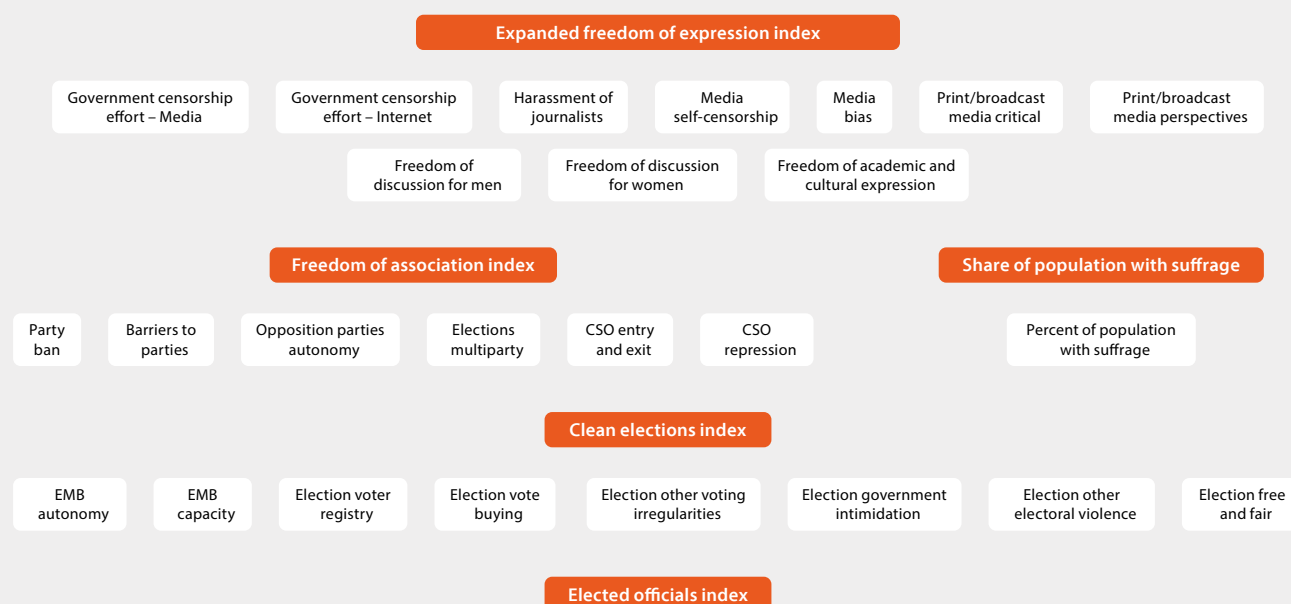 Expanded freedom of expression index
Government censorship
effort – Media
Government censorship
effort – Internet
Harassment of
journalists
Media
self-censorship
Media
bias
Print/broadcast
media critical
Print/broadcast
media perspectives
Freedom of
discussion for men
Freedom of discussion
for women
Freedom of academic and
cultural expression
Freedom of association index
Share of population with suffrage
Party
ban
Barriers to
parties
Opposition parties
autonomy
Elections
multiparty
CSO entry
and exit
CSO
repression
Percent of population
with suffrage
Clean elections index
EMB
autonomy
EMB
capacity
Election voter
registry
Election vote
buying
Election other voting
irregularities
Election government
intimidation
Election other
electoral violence
Election free
and fair
Elected officials index